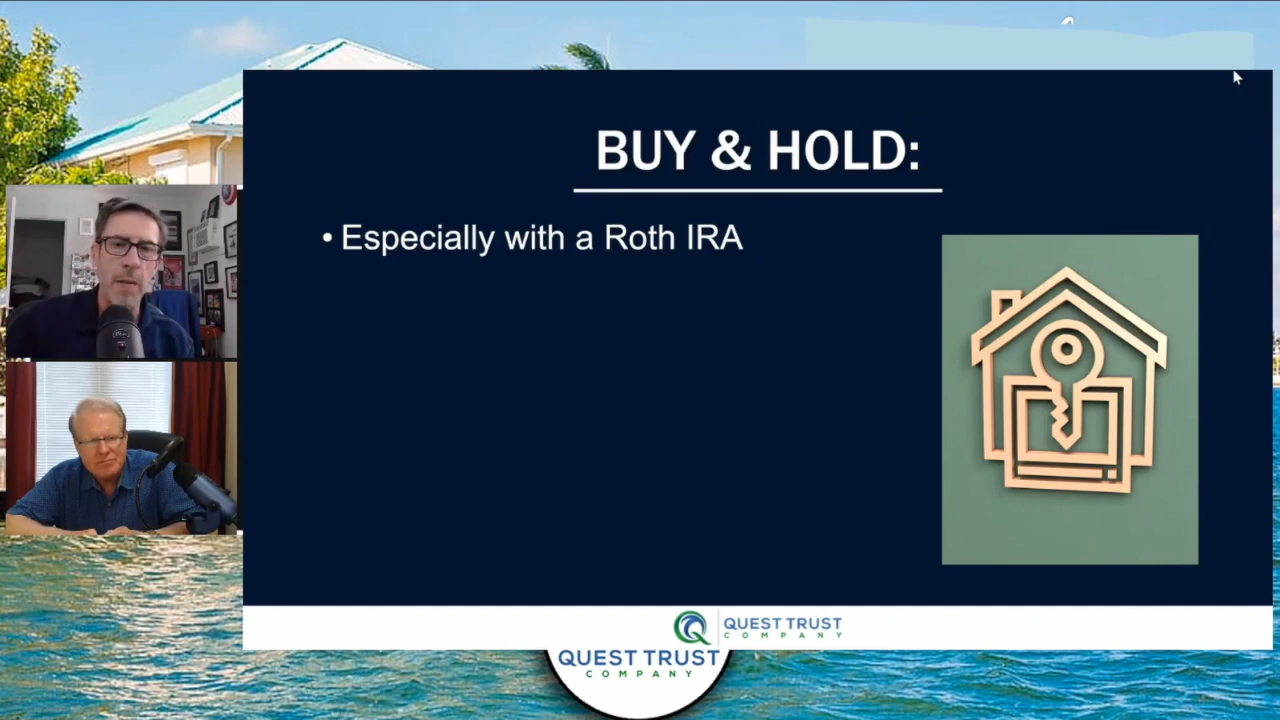 BUY & HOLD:
• Especially with a Roth IRA
QUEST TRUST
COMPANY
QUEST TRUST
COMPANY